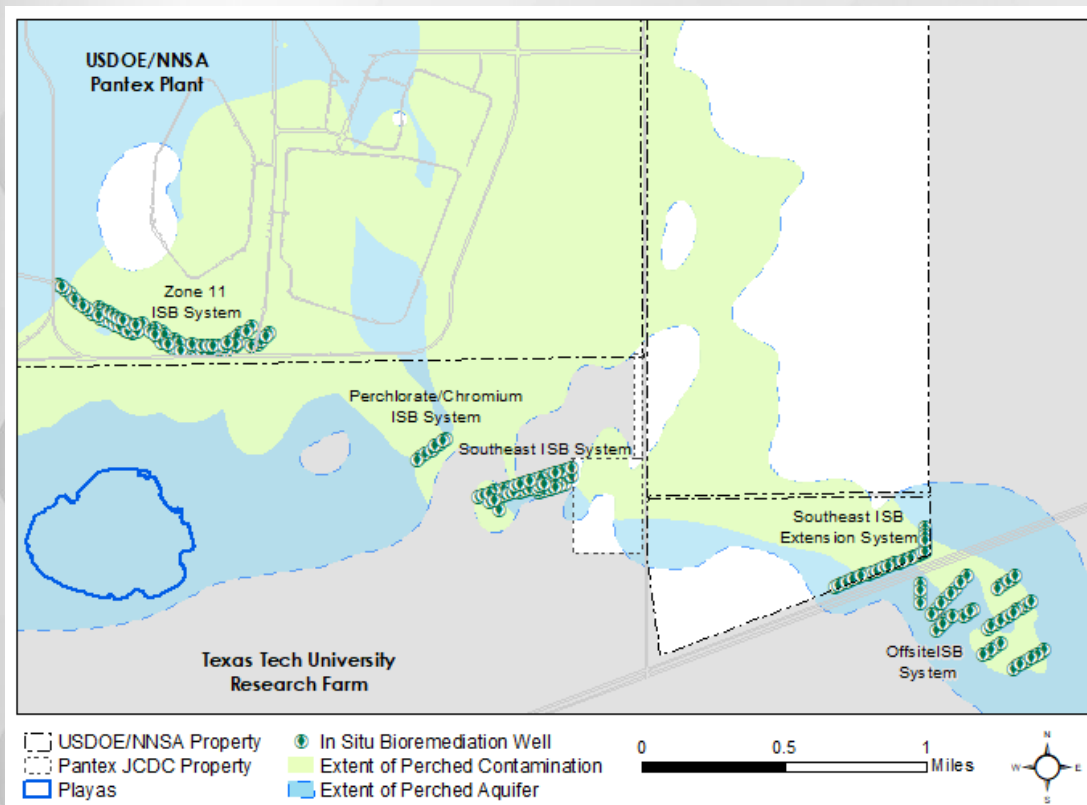 USDOE/NNSA
Pantex Plant
Zone 11
ISB System
Perchlorate/Chromium
ISB System
Southeast ISB System
Southeast ISB
Extension System
OffsiteISB
System
Texas Tech University
Research Farm
USDOE/NNSA Property
Pantex JCDC Property
Playas
In Situ Bioremediation Well
Extent of Perched Contamination
Extent of Perched Aquifer
0 0.5 1
Miles
N
W E
S